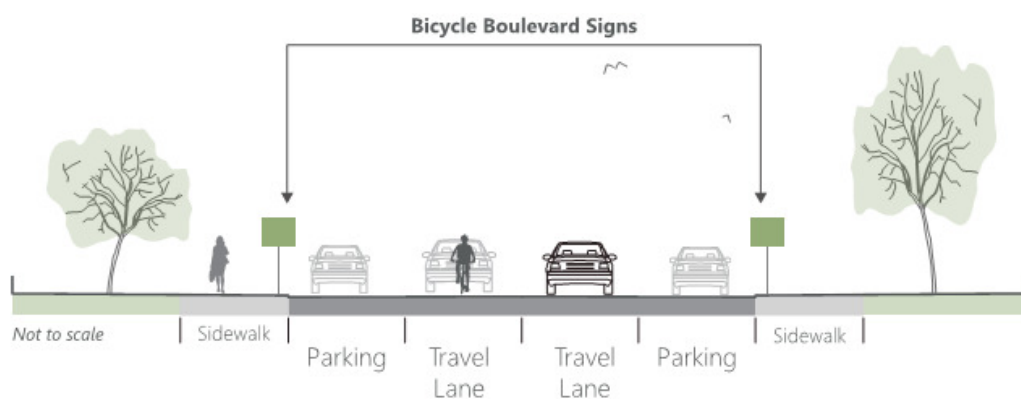 Bicycle Boulevard Signs
Not to scale
Sidewalk
Parking
Travel
Lane
Travel
Lane
Parking
Sidewalk